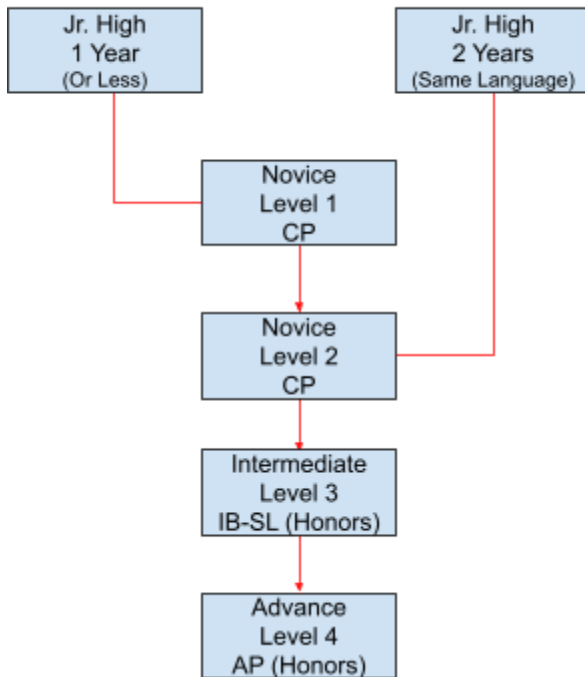 Jr. High
1 Year
(Or Less)
Jr. High
2 Years
(Same Language)
Novice
Level 1
CP
Novice
Level 2
CP
Intermediate
Level 3
IB-SL (Honors)
Advance
Level 4
AP (Honors)